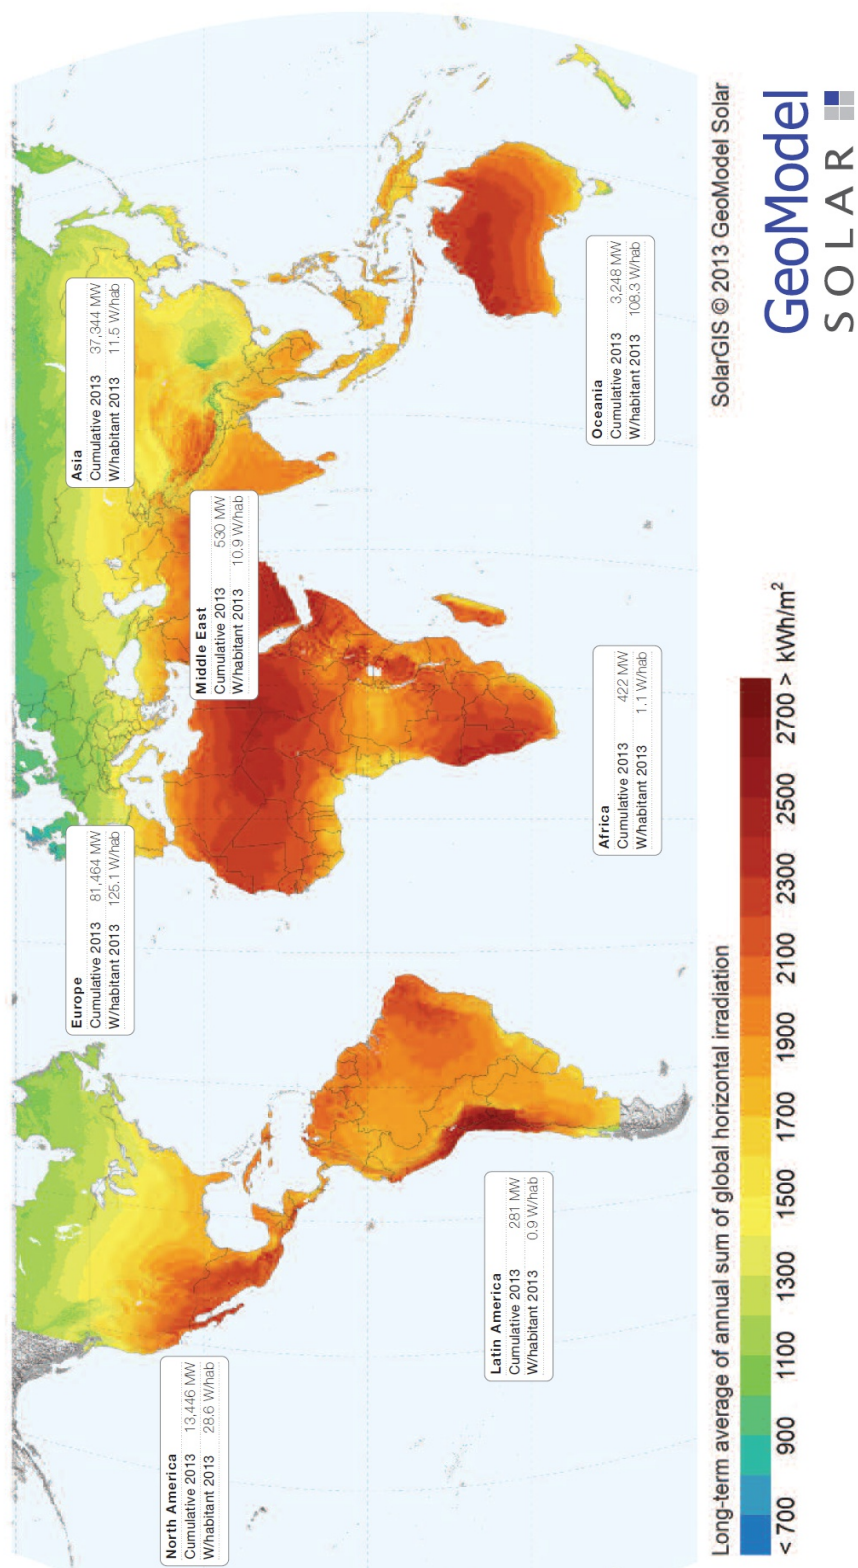 North America
Cumulative 2013 13,446 MW
W/habitant 2013 28.6 W/hab
Europe
Cumulative 2013 81,464 MW
W/habitant 2013 125.1 W/hab
Asia
Cumulative 2013 37,344 MW
W/habitant 2013 11.5 W/hab
Middle East
Cumulative 2013 530 MW
W/habitant 2013 10.9 W/hab
Latin America
Cumulative 2013 281 MW
W/habitant 2013 0.9 W/hab
Africa
Cumulative 2013 422 MW
W/habitant 2013 1.1 W/hab
Oceania
Cumulative 2013 3,248 MW
W/habitant 2013 108.3 W/hab
Long-term average of annual sum of global horizontal irradiation
< 700 900 1100 1300 1500 1700 1900 2100 2300 2500 2700 > kWh/m²
SolarGIS © 2013 GeoModel Solar
GeoModel
SOLAR